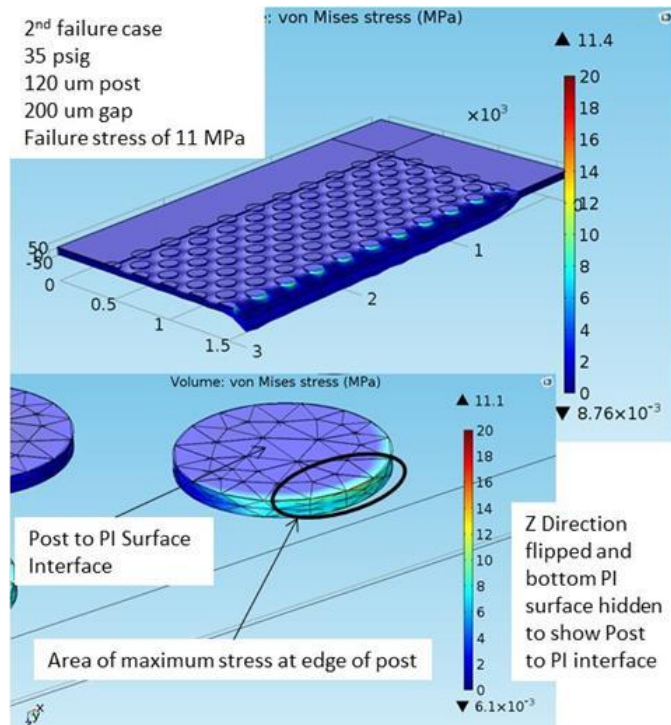 2nd failure case
35 psig
120 um post
200 um gap
Failure stress of 11 MPa
e: von Mises stress (MPa)
▲ 11.4
×10³
20
18
16
14
12
10
8
6
4
2
0
▼ 8.76×10⁻³
50
-50
0
0.5
1
1.5
3
2
1
0
Volume: von Mises stress (MPa)
▲ 11.1
20
18
16
14
12
10
8
6
4
2
0
▼ 6.1×10⁻³
Post to PI Surface
Interface
Area of maximum stress at edge of post
Z Direction
flipped and
bottom PI
surface hidden
to show Post
to PI interface
y x